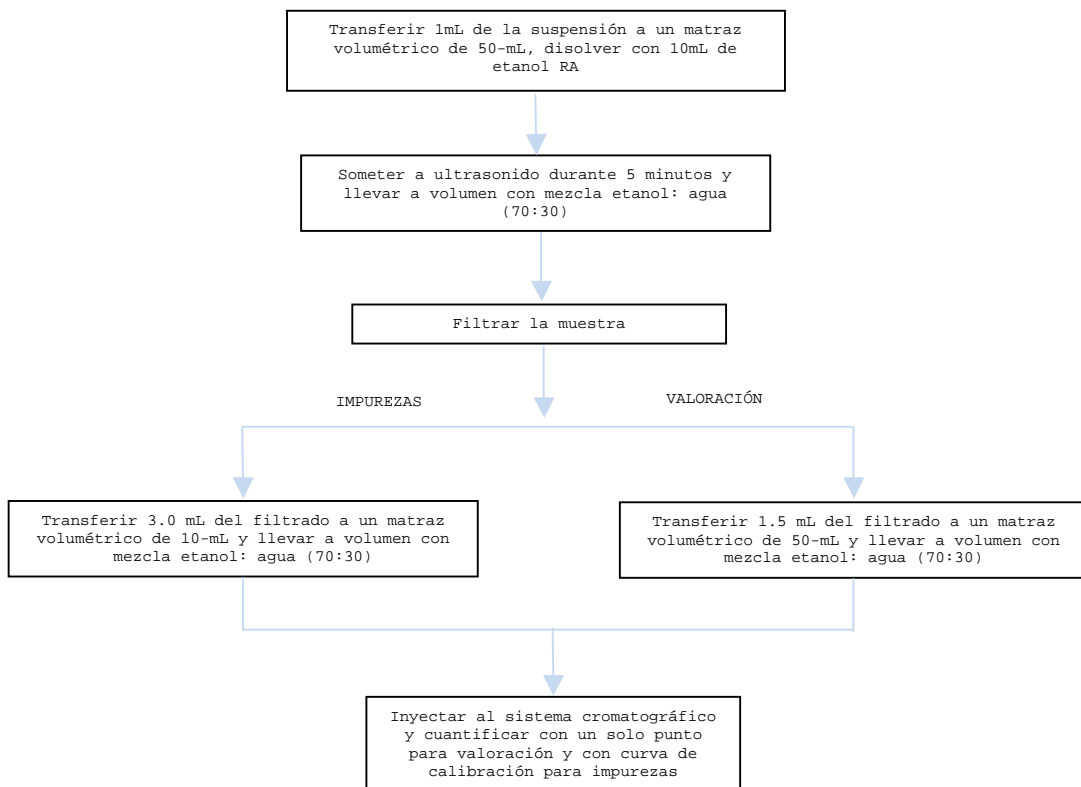 Transferir 1mL de la suspensión a un matraz
volumétrico de 50-mL, disolver con 10mL de
etanol RA
Someter a ultrasonido durante 5 minutos y
llevar a volumen con mezcla etanol: agua
(70:30)
Filtrar la muestra
IMPUREZAS
VALORACIÓN
Transferir 3.0 mL del filtrado a un matraz
volumétrico de 10-mL y llevar a volumen con
mezcla etanol: agua (70:30)
Transferir 1.5 mL del filtrado a un matraz
volumétrico de 50-mL y llevar a volumen con
mezcla etanol: agua (70:30)
Inyectar al sistema cromatográfico
y cuantificar con un solo punto
para valoración y con curva de
calibración para impurezas